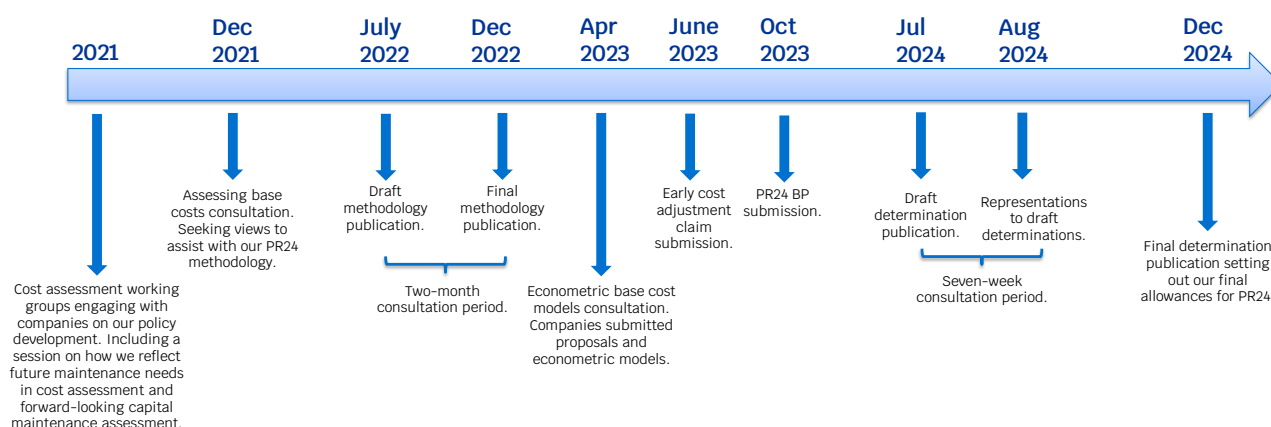 2021
Dec
2021
July
2022
Dec
2022
Apr
2023
June
2023
Oct
2023
Jul
2024
Aug
2024
Dec
2024
Cost assessment working
groups engaging with
companies on our policy
development. Including a
session on how we reflect
future maintenance needs
in cost assessment and
forward-looking capital
maintenance assessment.
Assessing base
costs consultation.
Seeking views to
assist with our PR24
methodology.
Draft
methodology
publication.
Final
methodology
publication.
Two-month
consultation period.
Econometric base cost
models consultation.
Companies submitted
proposals and
econometric models.
Early cost
adjustment
claim
submission.
PR24 BP
submission.
Draft
determination
publication.
Representations
to draft
determinations.
Seven-week
consultation period.
Final determination
publication setting
out our final
allowances for PR24